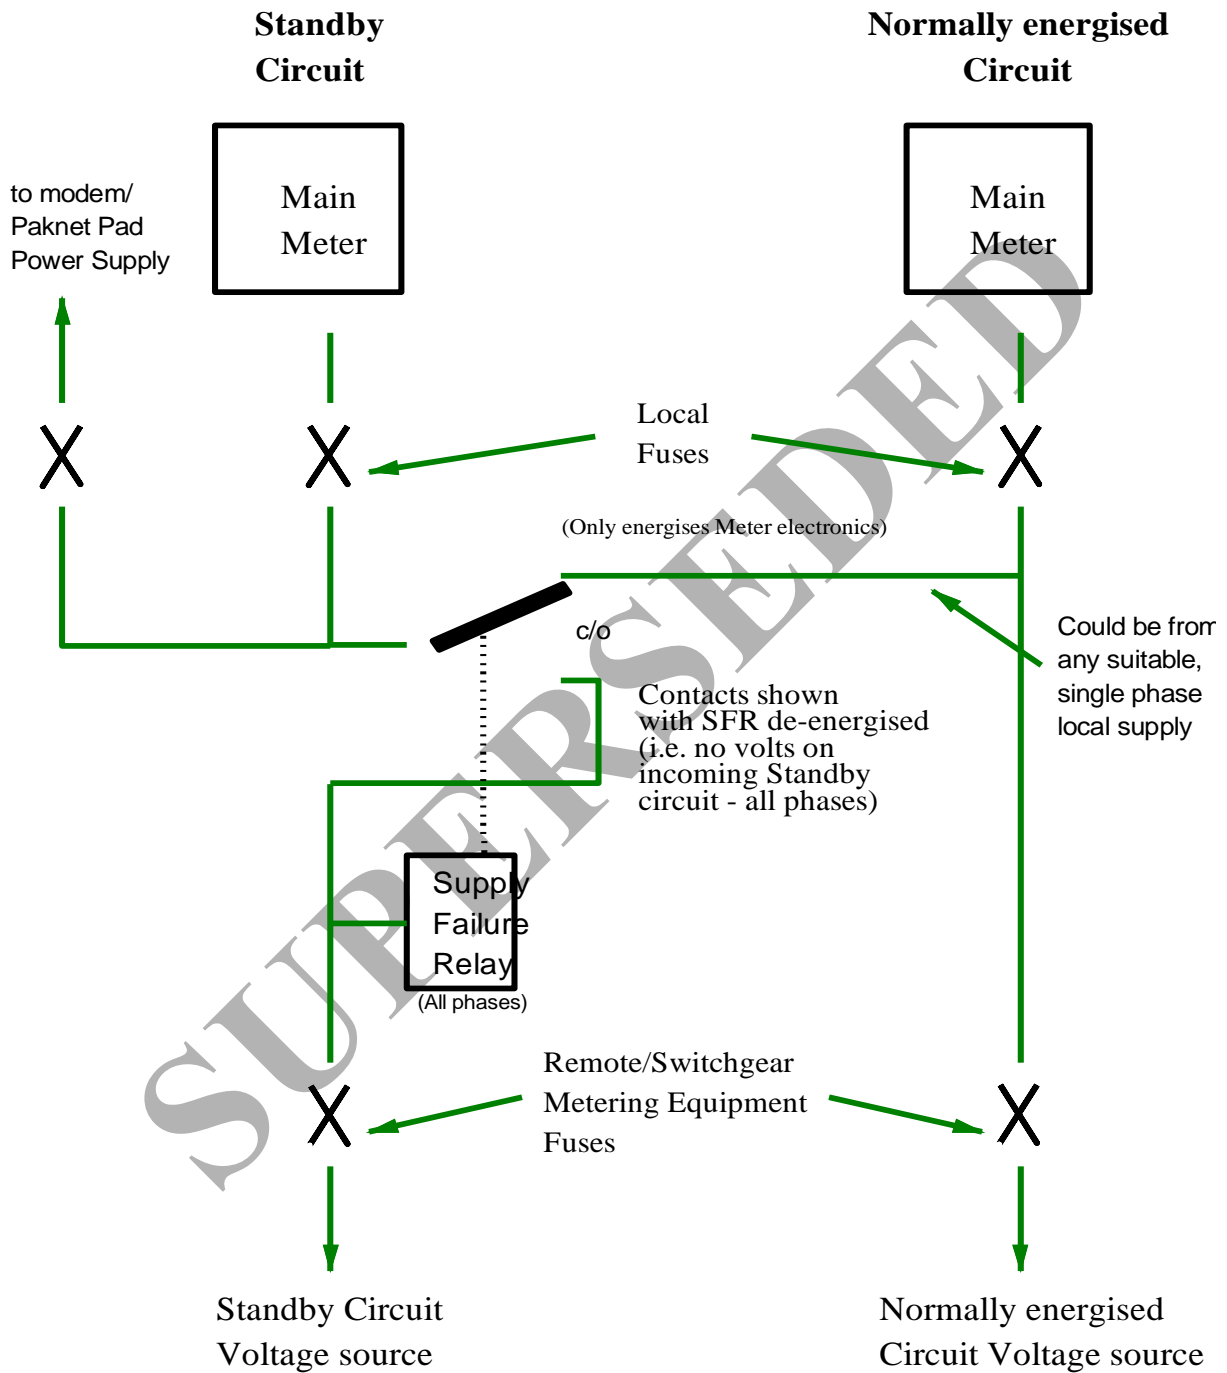 Standby
Circuit
Normally energised
Circuit
to modem/
Paknet Pad
Power Supply
Main
Meter
Main
Meter
Local
Fuses
(Only energises Meter electronics)
c/o
Could be from
any suitable,
single phase
local supply
Contacts shown
with SFR de-energised
(i.e. no volts on
incoming Standby
circuit - all phases)
Supply
Failure
Relay
(All phases)
Remote/Switchgear
Metering Equipment
Fuses
Standby Circuit
Voltage source
Normally energised
Circuit Voltage source
SUPERSEDED